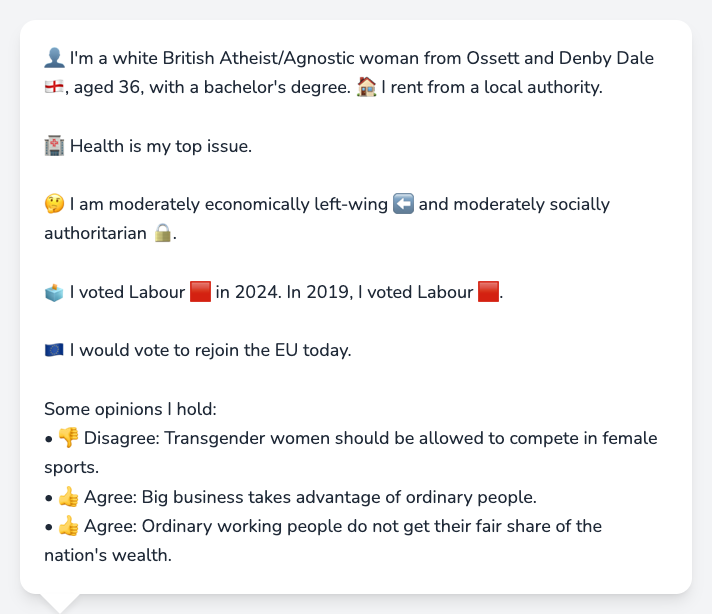 👤 I'm a white British Atheist/Agnostic woman from Ossett and Denby Dale
🏴󠁧󠁢󠁥󠁮󠁧󠁿, aged 36, with a bachelor's degree. 🏠 I rent from a local authority.
🏥 Health is my top issue.
🤔 I am moderately economically left-wing ⬅️ and moderately socially
authoritarian 🔒.
🗳️ I voted Labour 🟥 in 2024. In 2019, I voted Labour 🟥.
🇪🇺 I would vote to rejoin the EU today.
Some opinions I hold:
• 👎 Disagree: Transgender women should be allowed to compete in female
sports.
• 👍 Agree: Big business takes advantage of ordinary people.
• 👍 Agree: Ordinary working people do not get their fair share of the
nation's wealth.